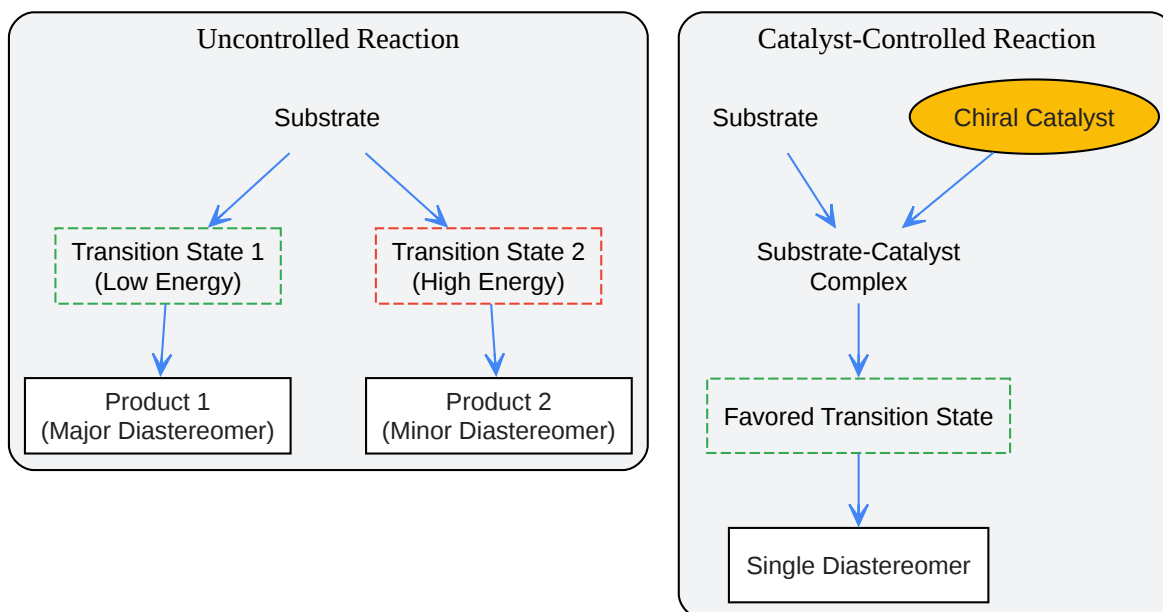 Uncontrolled Reaction
Substrate
Transition State 1
(Low Energy)
Transition State 2
(High Energy)
Product 1
(Major Diastereomer)
Product 2
(Minor Diastereomer)
Catalyst-Controlled Reaction
Substrate
Chiral Catalyst
Substrate-Catalyst
Complex
Favored Transition State
Single Diastereomer